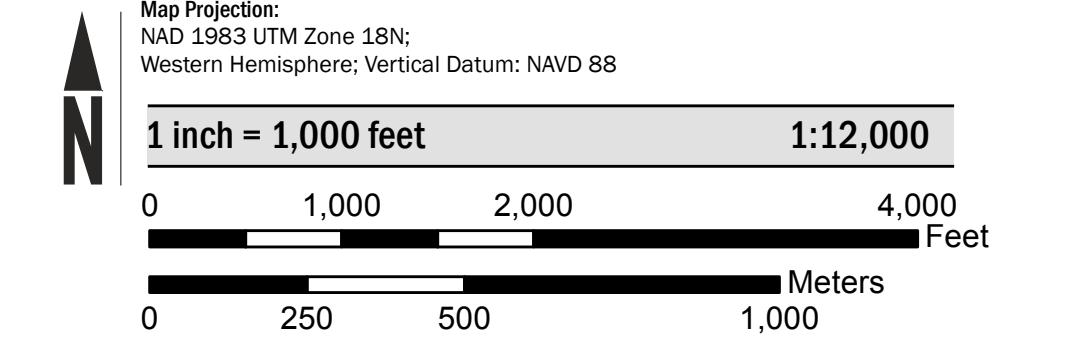 Map Projection:
NAD 1983 UTM Zone 18N;
Western Hemisphere; Vertical Datum: NAVD 88
N
1 inch = 1,000 feet 1:12,000
0 1,000 2,000 4,000
Feet
Meters
0 250 500 1,000